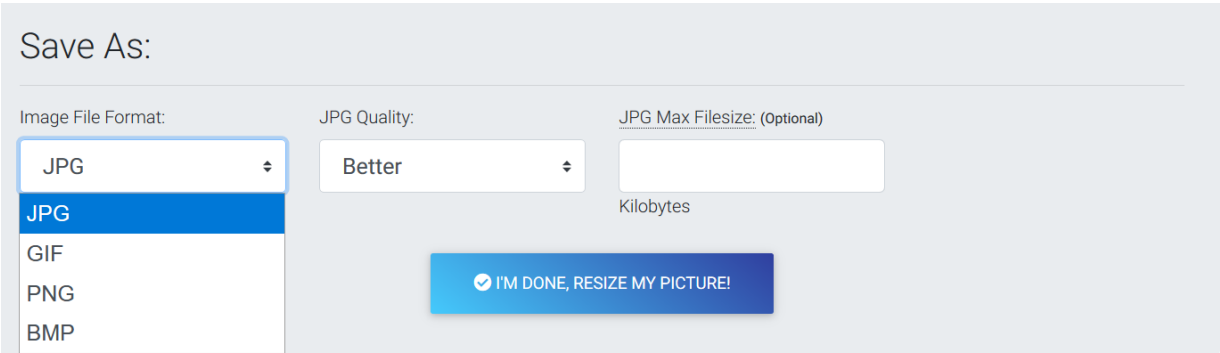 Save As:
Image File Format:
JPG Quality:
JPG Max Filesize: (Optional)
JPG
Better
Kilobytes
JPG
GIF
PNG
BMP
I'M DONE, RESIZE MY PICTURE!